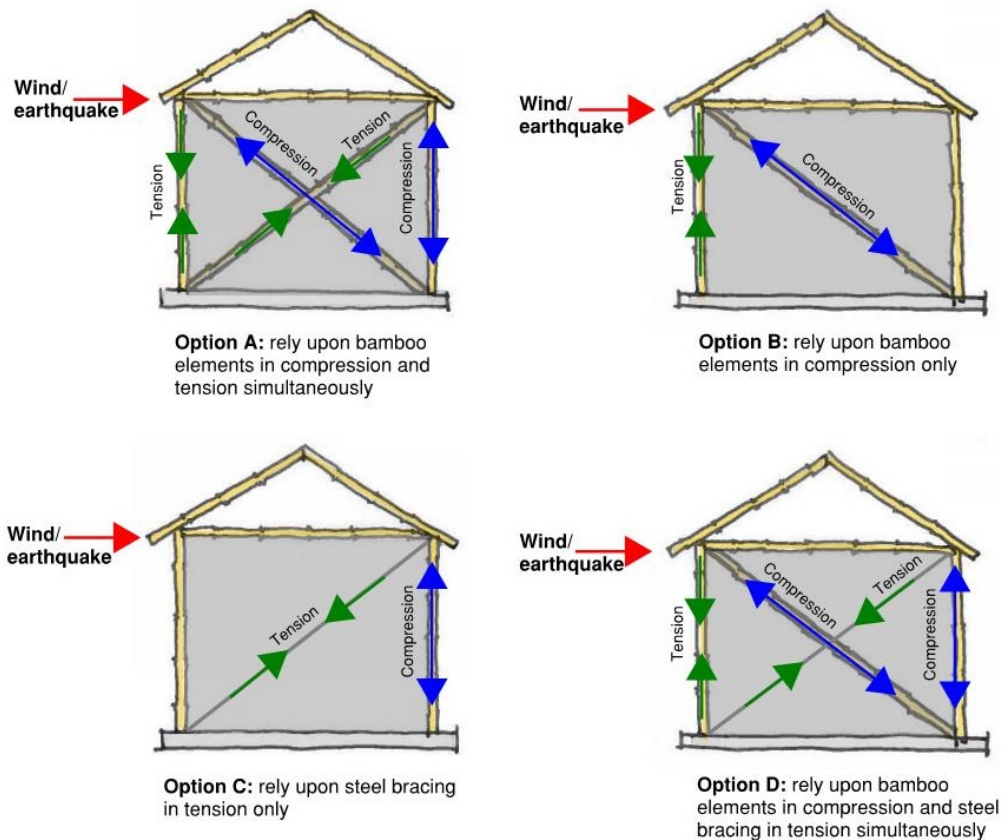 Wind/
earthquake
Tension
Compression
Tension
Compression
Option A: rely upon bamboo
elements in compression and
tension simultaneously
Wind/
earthquake
Tension
Compression
Option B: rely upon bamboo
elements in compression only
Wind/
earthquake
Tension
Compression
Option C: rely upon steel bracing
in tension only
Wind/
earthquake
Tension
Compression
Tension
Compression
Option D: rely upon bamboo
elements in compression and steel
bracing in tension simultaneously